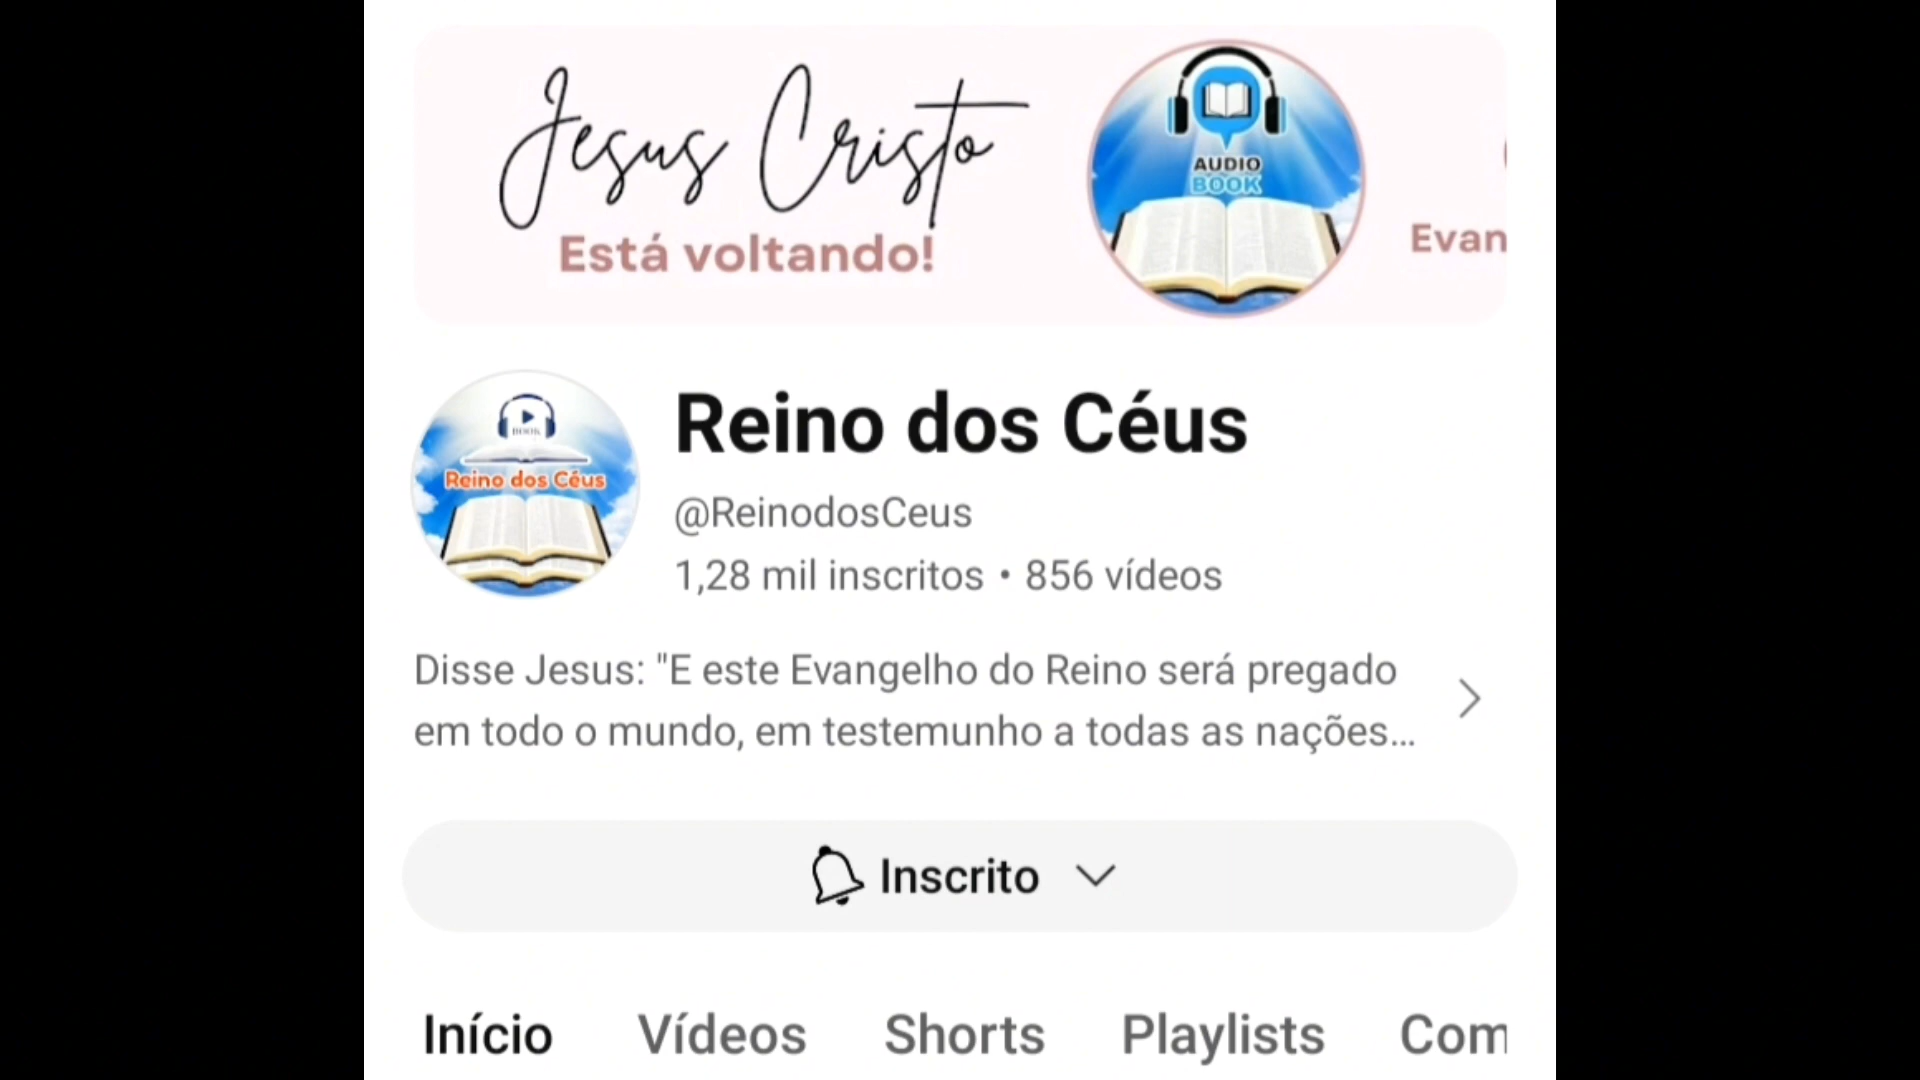 Jesus Cristo
Está voltando!
AUDIO
BOOK
Evan
BOOK
Reino dos Céus
Reino dos Céus
@ReinodosCeus
1,28 mil inscritos • 856 vídeos
Disse Jesus: "E este Evangelho do Reino será pregado
em todo o mundo, em testemunho a todas as nações...
Inscrito
Início Vídeos Shorts Playlists Com